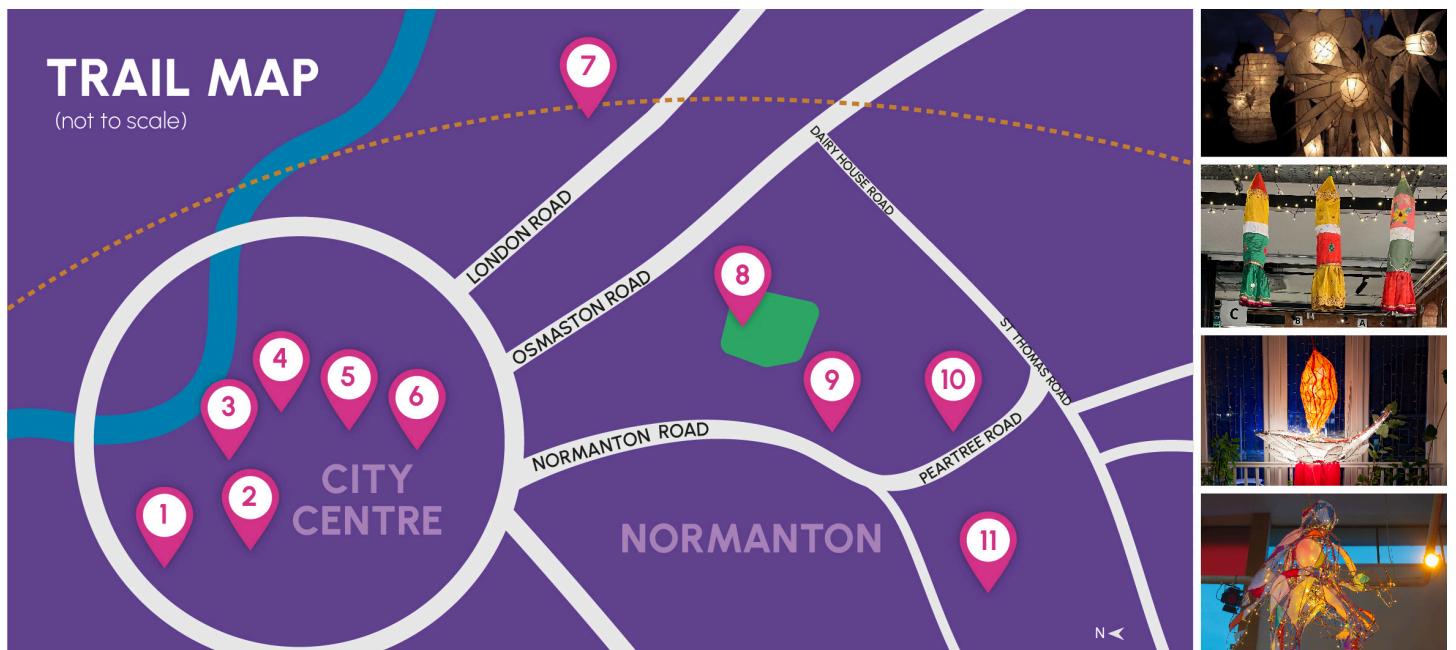 TRAIL MAP
(not to scale)
7
DAIRY HOUSE ROAD
LONDON ROAD
8
OSMASTON ROAD
4
5
6
3
9
10
ST THOMAS ROAD
NORMANTON ROAD
PEARTREE ROAD
1
2
CITY
CENTRE
NORMANTON
11
N
C
B
A